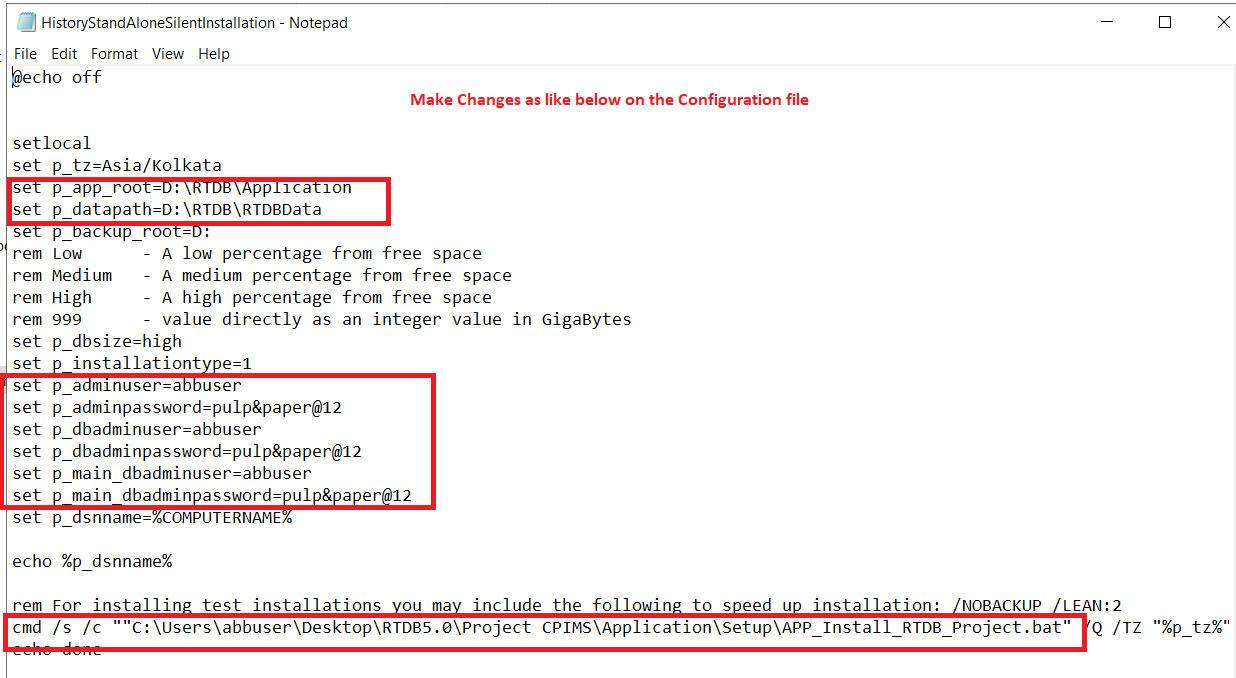 HistoryStandAloneSilentInstallation - Notepad
File Edit Format View Help
@echo off
Make Changes as like below on the Configuration file
setlocal
set p_tz=Asia/Kolkata
set p_app_root=D:\RTDB\Application
set p_datapath=D:\RTDB\RTDBData
set p_backup_root=D:
rem Low - A low percentage from free space
rem Medium - A medium percentage from free space
rem High - A high percentage from free space
rem 999 - value directly as an integer value in GigaBytes
set p_dbsize=high
set p_installationtype=1
set p_adminuser=abbuser
set p_adminpassword=pulp&paper@12
set p_dbadminuser=abbuser
set p_dbadminpassword=pulp&paper@12
set p_main_dbadminuser=abbuser
set p_main_dbadminpassword=pulp&paper@12
set p_dsnname=%COMPUTERNAME%
echo %p_dsnname%
rem For installing test installations you may include the following to speed up installation: /NOBACKUP /LEAN:2
cmd /s /c ""C:\Users\abbuser\Desktop\RTDB5.0\Project CPIMS\Application\Setup\APP_Install_RTDB_Project.bat" /Q /TZ "%p_tz%"
echo done